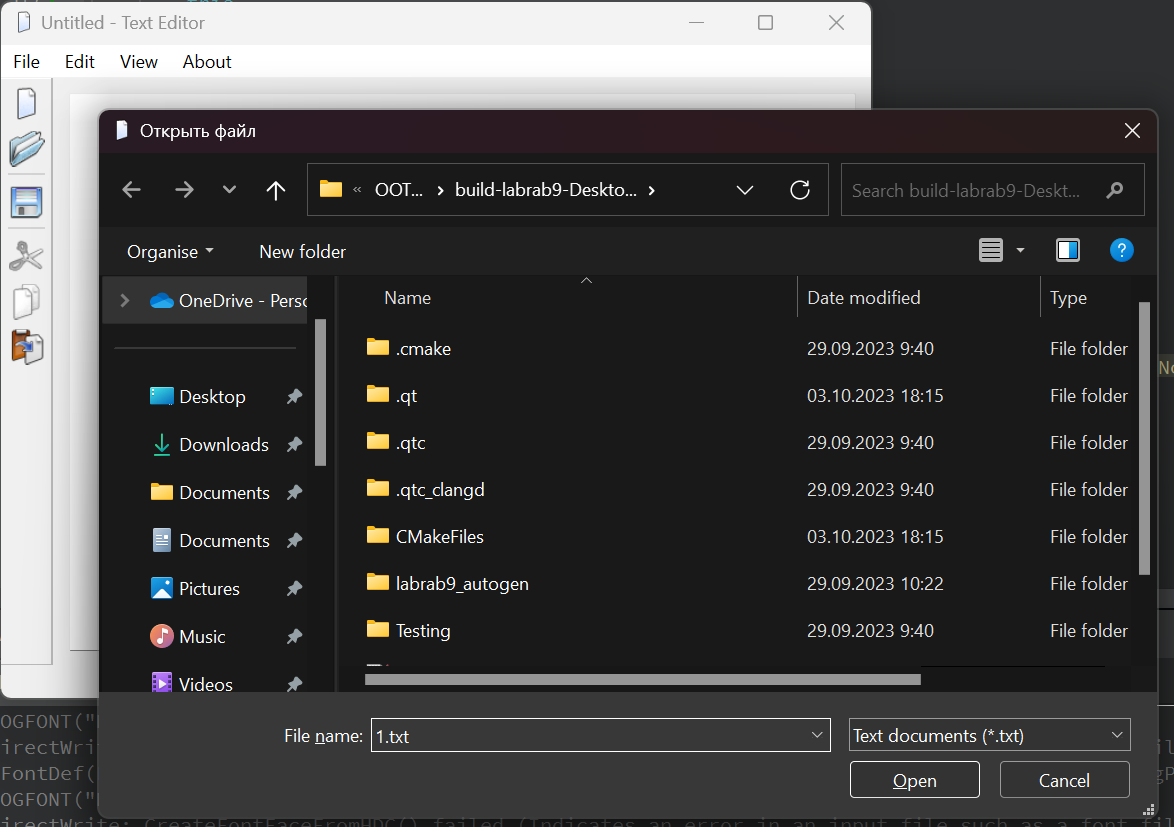 Untitled - Text Editor
File Edit View About
Открыть файл
« OOT... › build-labrab9-Deskto... ›
Search build-labrab9-Deskt...
Organise New folder
OneDrive - Perso
Desktop
Downloads
Documents
Documents
Pictures
Music
Videos
Name Date modified Type
.cmake 29.09.2023 9:40 File folder
.qt 03.10.2023 18:15 File folder
.qtc 29.09.2023 9:40 File folder
.qtc_clangd 29.09.2023 9:40 File folder
CMakeFiles 03.10.2023 18:15 File folder
labrab9_autogen 29.09.2023 10:22 File folder
Testing 29.09.2023 9:40 File folder
File name: 1.txt Text documents (*.txt)
Open Cancel
OGFONT("
irectWrit
FontDef(
OGFONT("
irectWrite: CreateFontFaceFromHDC() failed (Indicates an error in an input file such as a font fil